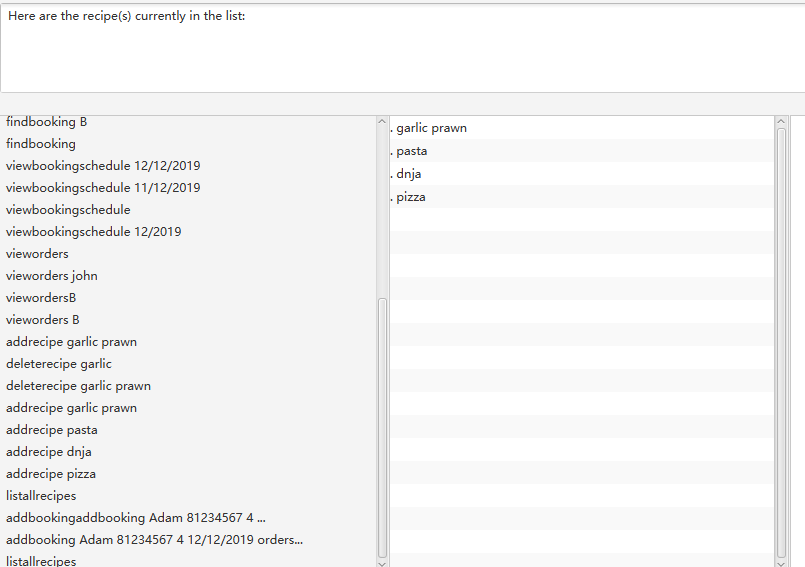 Here are the recipe(s) currently in the list:
findbooking B
findbooking
viewbookingschedule 12/12/2019
viewbookingschedule 11/12/2019
viewbookingschedule
viewbookingschedule 12/2019
vieworders
vieworders john
viewordersB
vieworders B
addrecipe garlic prawn
deleterecipe garlic
deleterecipe garlic prawn
addrecipe garlic prawn
addrecipe pasta
addrecipe dnja
addrecipe pizza
listallrecipes
addbookingaddbooking Adam 81234567 4 ...
addbooking Adam 81234567 4 12/12/2019 orders...
listallrecipes
. garlic prawn
. pasta
. dnja
. pizza